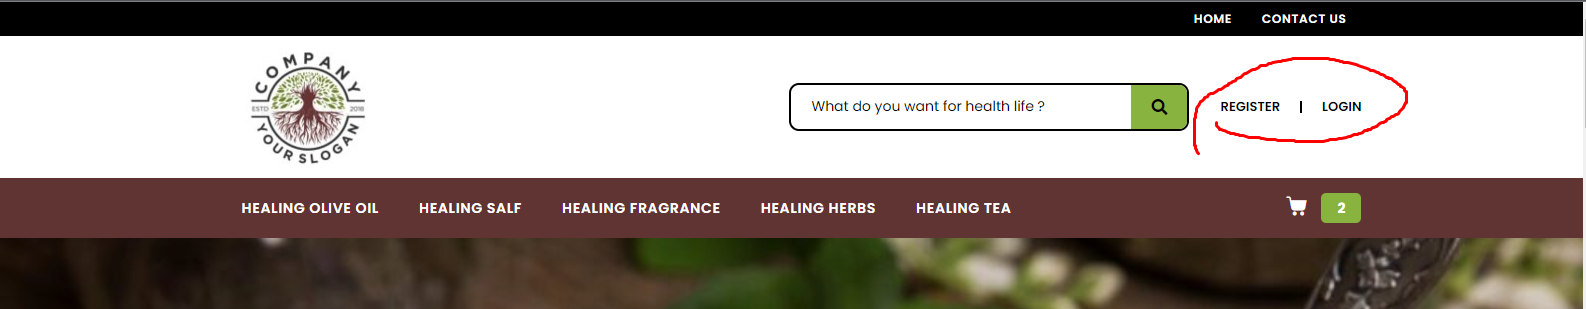 HOME CONTACT US
COMPANY
ESTD 2018
YOUR SLOGAN
What do you want for health life ?
REGISTER | LOGIN
HEALING OLIVE OIL HEALING SALF HEALING FRAGRANCE HEALING HERBS HEALING TEA 2